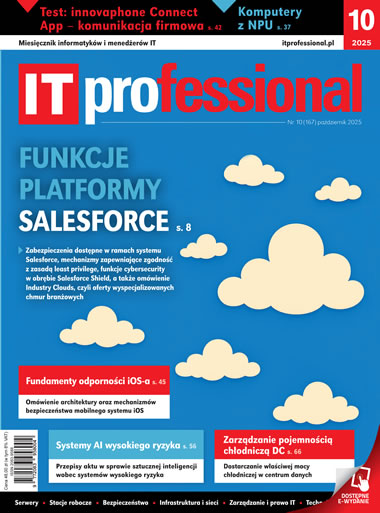 Test: innovaphone Connect
App – komunikacja firmowa s. 42
Komputery
z NPU s. 37
10
2025
Miesięcznik informatyków i menedżerów IT
itprofessional.pl
IT professional
Nr 10 (167) październik 2025
FUNKCJE
PLATFORMY
SALESFORCE s. 8
Zabezpieczenia dostępne w ramach systemu
Salesforce, mechanizmy zapewniające zgodność
z zasadą least privilege, funkcje cybersecurity
w obrębie Salesforce Shield, a także omówienie
Industry Clouds, czyli oferty wyspecjalizowanych
chmur branżowych
Fundamenty odporności iOS-a s. 45
Omówienie architektury oraz mechanizmów
bezpieczeństwa mobilnego systemu iOS
Systemy AI wysokiego ryzyka s. 56
Przepisy aktu w sprawie sztucznej inteligencji
wobec systemów wysokiego ryzyka
Zarządzanie pojemnością
chłodniczą DC s. 66
Dostarczanie właściwej mocy
chłodniczej w centrum danych
DOSTĘPNE
E-WYDANIE
Serwery • Stacje robocze • Bezpieczeństwo • Infrastruktura i sieci • Zarządzanie i prawo IT